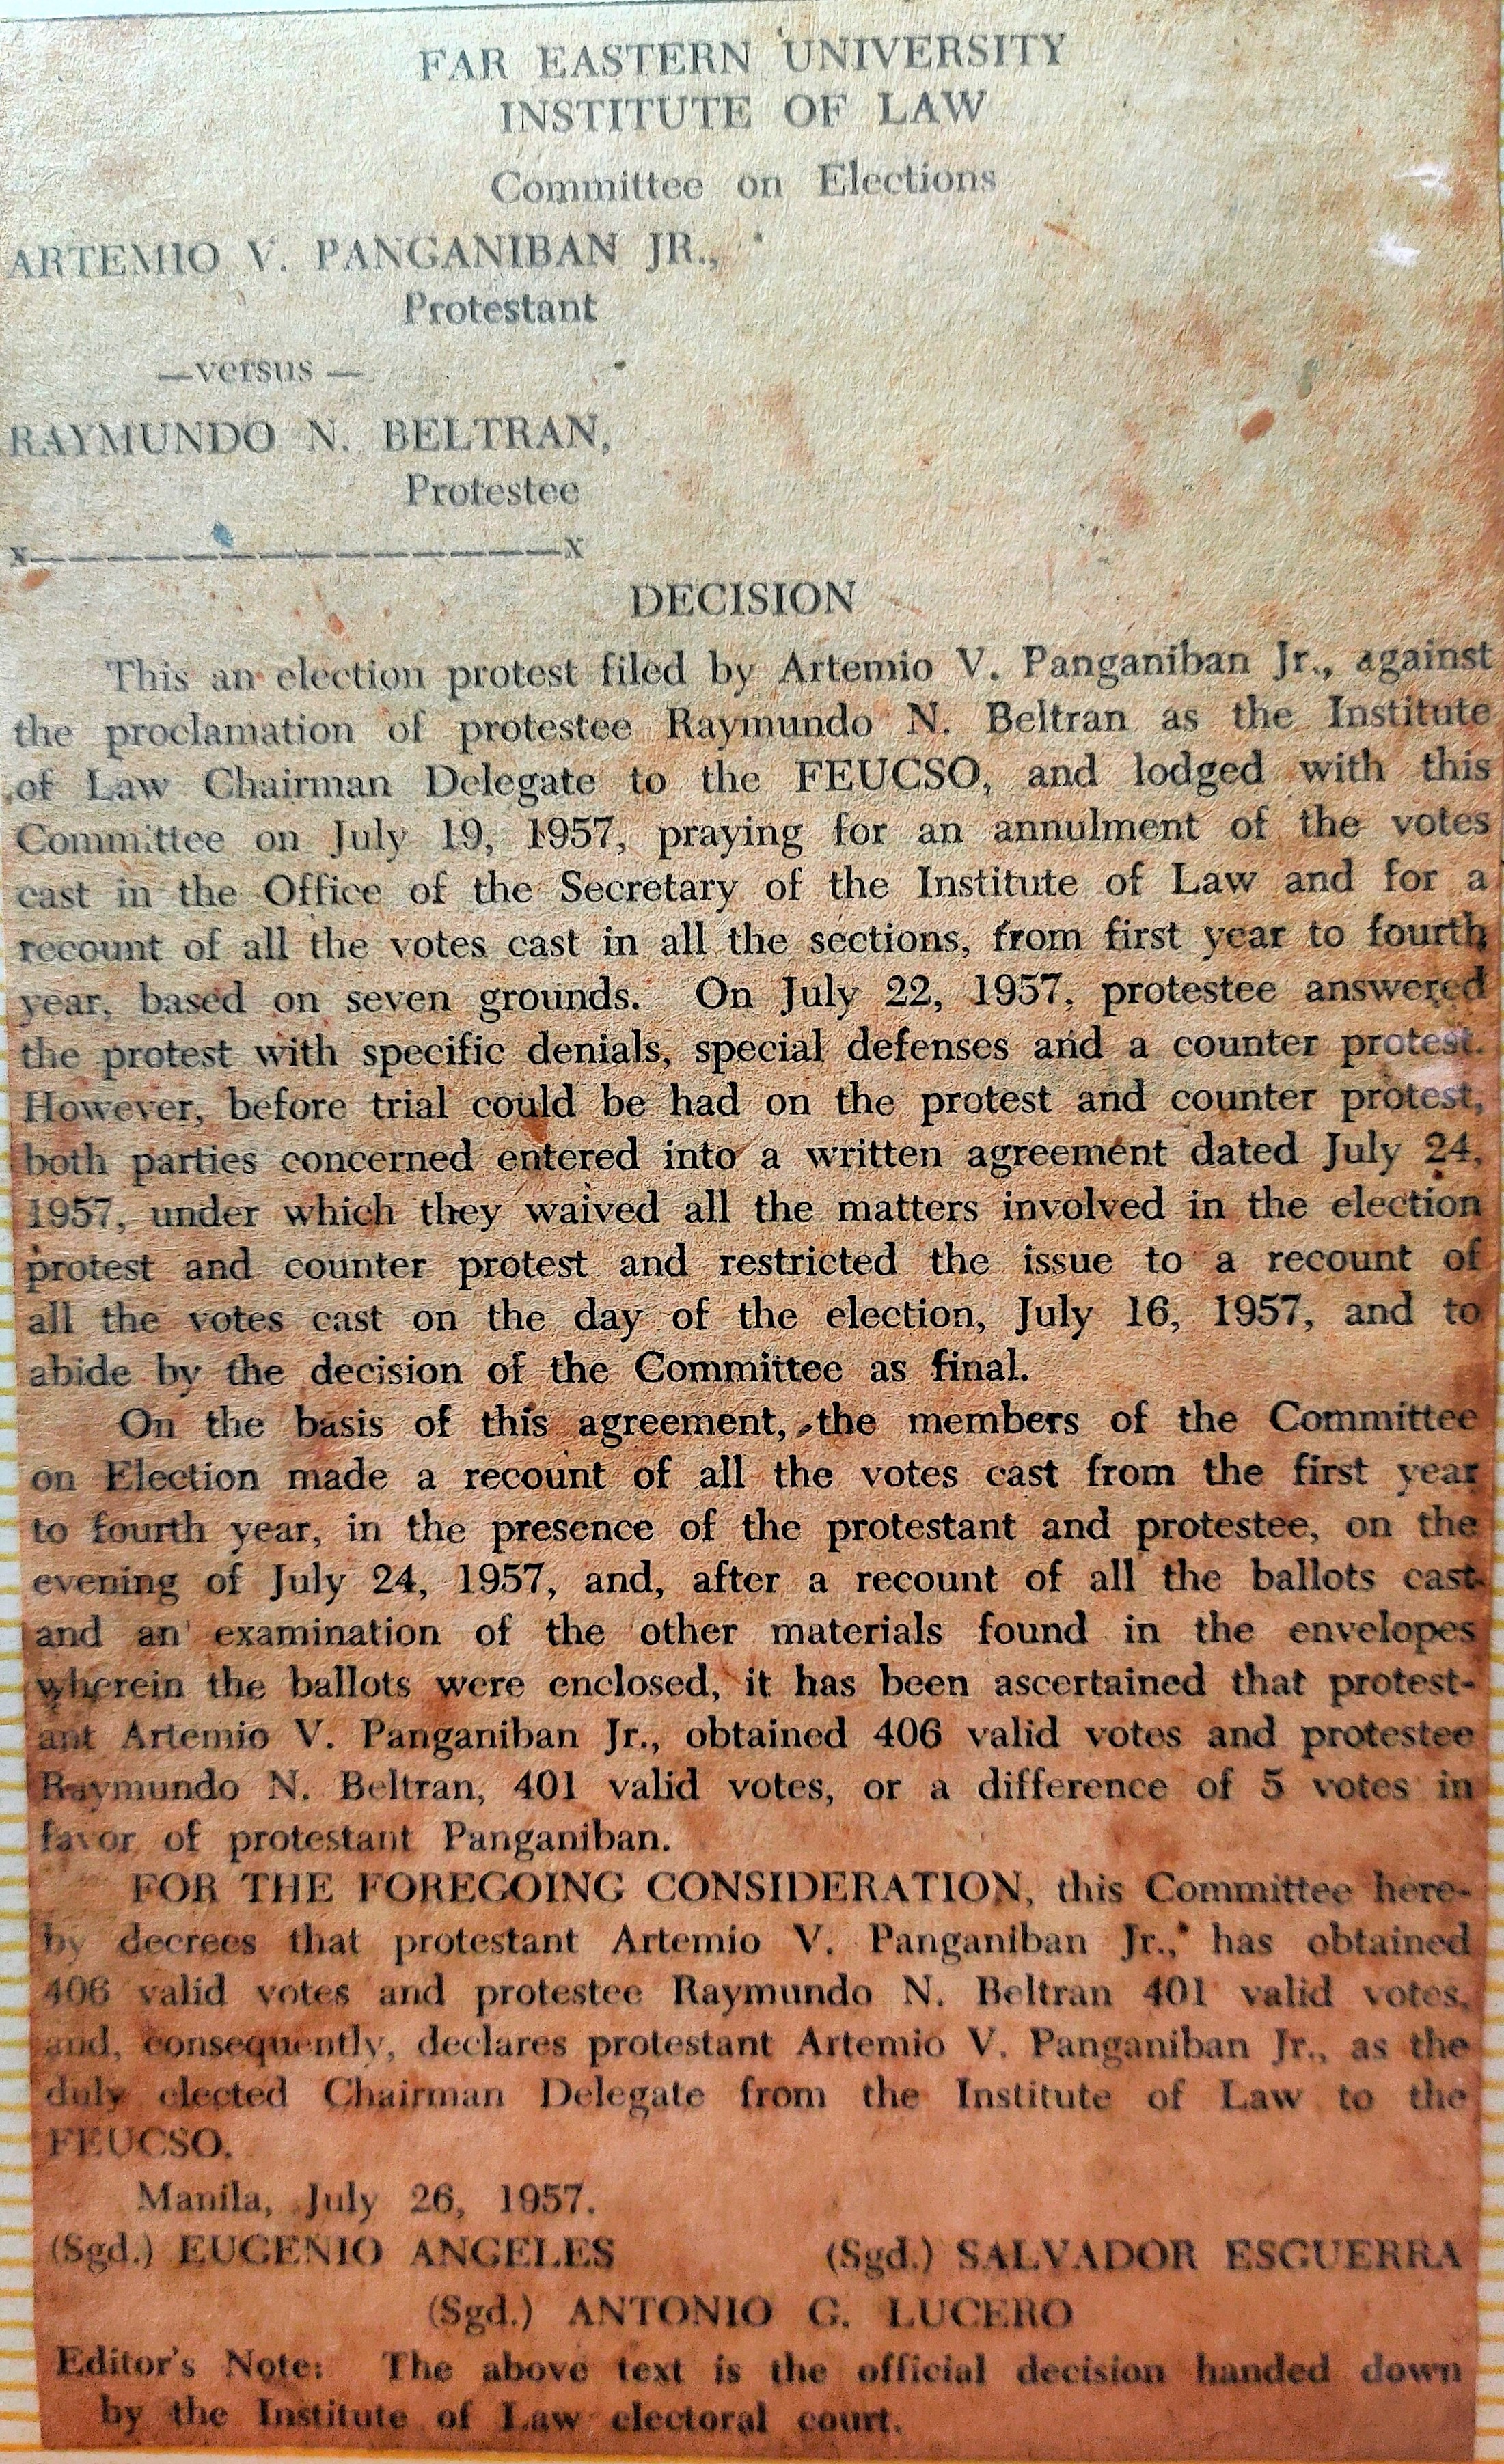 FAR EASTERN UNIVERSITY
INSTITUTE OF LAW
Committee on Elections
ARTEMIO V. PANGANIBAN JR.,
Protestant
—versus—
RAYMUNDO N. BELTRAN,
Protestee
x———————————x
DECISION
This an election protest filed by Artemio V. Panganiban Jr., against
the proclamation of protestee Raymundo N. Beltran as the Institute
of Law Chairman Delegate to the FEUCSO, and lodged with this
Committee on July 19, 1957, praying for an annulment of the votes
cast in the Office of the Secretary of the Institute of Law and for a
recount of all the votes cast in all the sections, from first year to fourth
year, based on seven grounds. On July 22, 1957, protestee answered
the protest with specific denials, special defenses and a counter protest.
However, before trial could be had on the protest and counter protest,
both parties concerned entered into a written agreement dated July 24,
1957, under which they waived all the matters involved in the election
protest and counter protest and restricted the issue to a recount of
all the votes cast on the day of the election, July 16, 1957, and to
abide by the decision of the Committee as final.
On the basis of this agreement, the members of the Committee
on Election made a recount of all the votes cast from the first year
to fourth year, in the presence of the protestant and protestee, on the
evening of July 24, 1957, and, after a recount of all the ballots cast
and an examination of the other materials found in the envelopes
wherein the ballots were enclosed, it has been ascertained that protest-
ant Artemio V. Panganiban Jr., obtained 406 valid votes and protestee
Raymundo N. Beltran, 401 valid votes, or a difference of 5 votes in
favor of protestant Panganiban.
FOR THE FOREGOING CONSIDERATION, this Committee here-
by decrees that protestant Artemio V. Panganiban Jr., has obtained
406 valid votes and protestee Raymundo N. Beltran 401 valid votes,
and, consequently, declares protestant Artemio V. Panganiban Jr., as the
duly elected Chairman Delegate from the Institute of Law to the
FEUCSO.
Manila, July 26, 1957.
(Sgd.) EUGENIO ANGELES (Sgd.) SALVADOR ESGUERRA
(Sgd.) ANTONIO G. LUCERO
Editor's Note: The above text is the official decision handed down
by the Institute of Law electoral court.